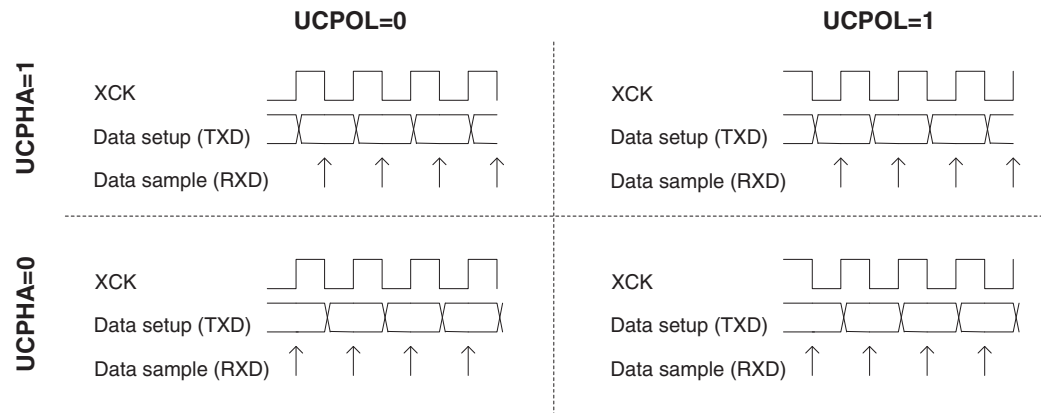 UCPOL=0
UCPOL=1
UCPHA=1
XCK
Data setup (TXD)
Data sample (RXD)
XCK
Data setup (TXD)
Data sample (RXD)
UCPHA=0
XCK
Data setup (TXD)
Data sample (RXD)
XCK
Data setup (TXD)
Data sample (RXD)